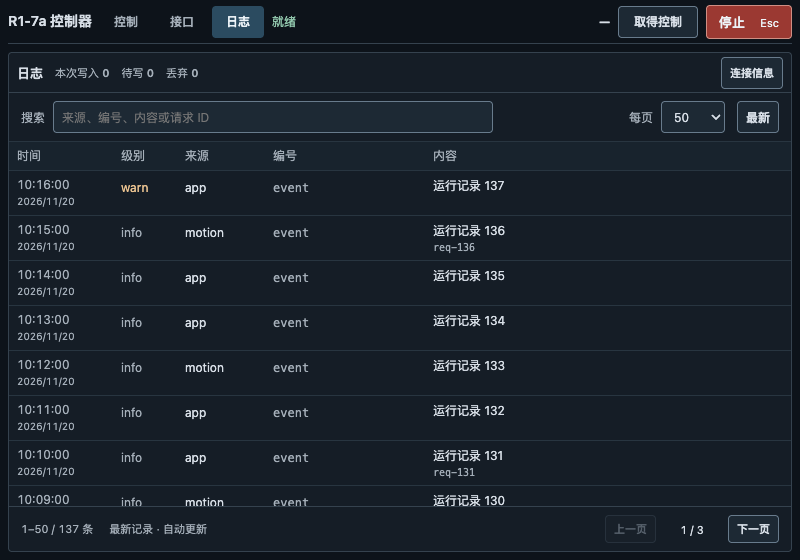 R1-7a 控制器 控制 接口 日志 就绪 — 取得控制 停止 Esc
日志 本次写入 0 待写 0 丢弃 0 连接信息
搜索 来源、编号、内容或请求 ID 每页 50 最新
时间 级别 来源 编号 内容
10:16:00 warn app event 运行记录 137
2026/11/20
10:15:00 info motion event 运行记录 136
2026/11/20 req-136
10:14:00 info app event 运行记录 135
2026/11/20
10:13:00 info app event 运行记录 134
2026/11/20
10:12:00 info motion event 运行记录 133
2026/11/20
10:11:00 info app event 运行记录 132
2026/11/20
10:10:00 info app event 运行记录 131
2026/11/20 req-131
10:09:00 info motion event 运行记录 130
1–50 / 137 条 最新记录 · 自动更新 上一页 1 / 3 下一页